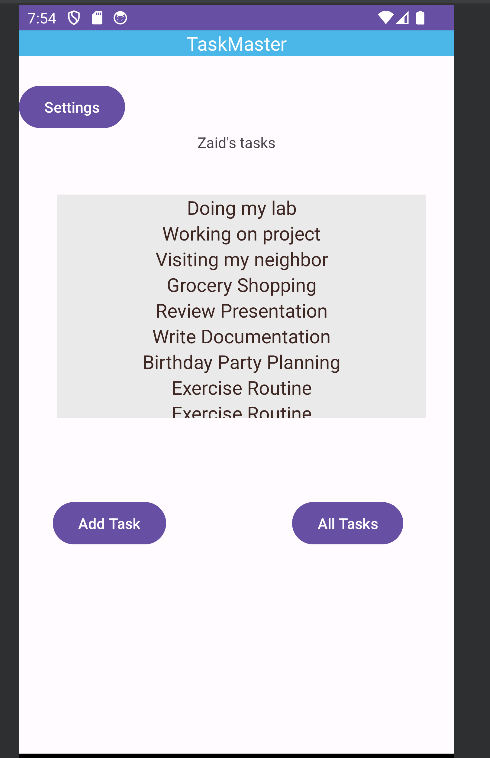 7:54
TaskMaster
Settings
Zaid's tasks
Doing my lab
Working on project
Visiting my neighbor
Grocery Shopping
Review Presentation
Write Documentation
Birthday Party Planning
Exercise Routine
Exercise Routine
Add Task
All Tasks